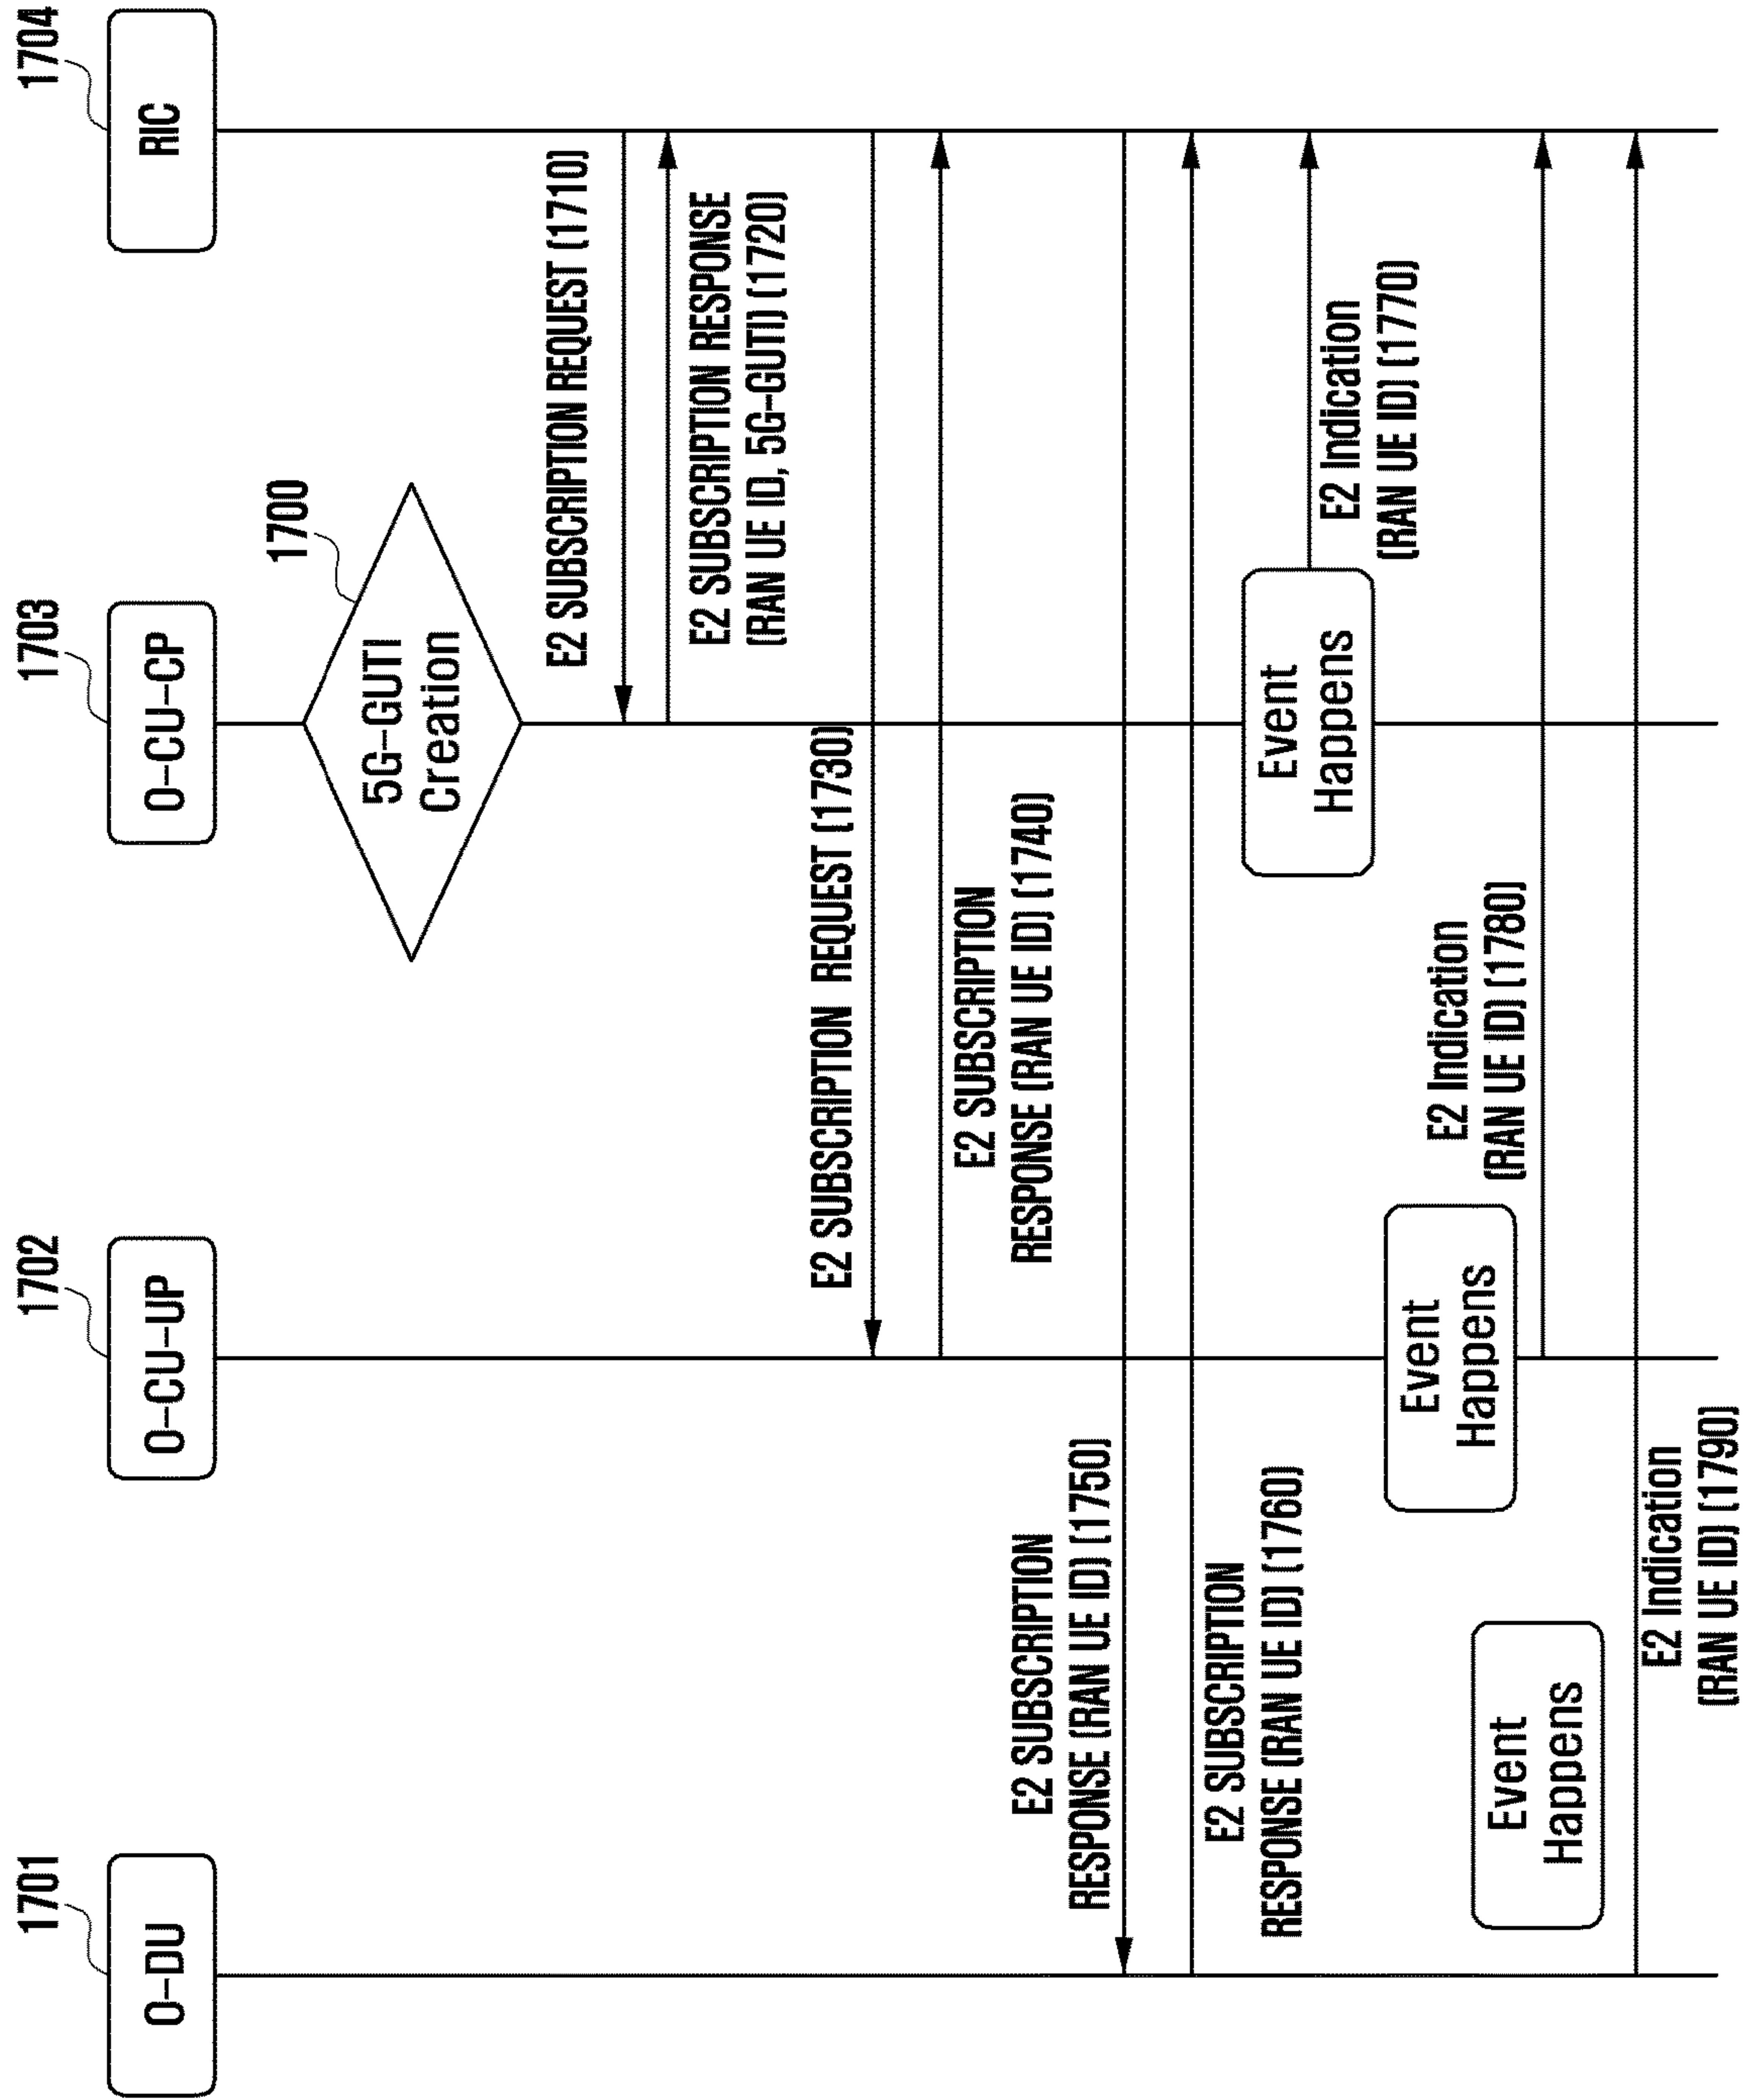 1701
1702
1703
1704
O-DU
O-CU-UP
O-CU-CP
RIC
1700
5G-GUTI
Creation
E2 SUBSCRIPTION REQUEST (1710)
E2 SUBSCRIPTION RESPONSE
(RAN UE ID, 5G-GUTI) (1720)
E2 SUBSCRIPTION REQUEST (1730)
E2 SUBSCRIPTION
RESPONSE (RAN UE ID) (1740)
E2 SUBSCRIPTION
RESPONSE (RAN UE ID) (1750)
E2 SUBSCRIPTION
RESPONSE (RAN UE ID) (1760)
Event
Happens
E2 Indication
(RAN UE ID) (1770)
Event
Happens
E2 Indication
(RAN UE ID) (1780)
Event
Happens
E2 Indication
(RAN UE ID) (1790)